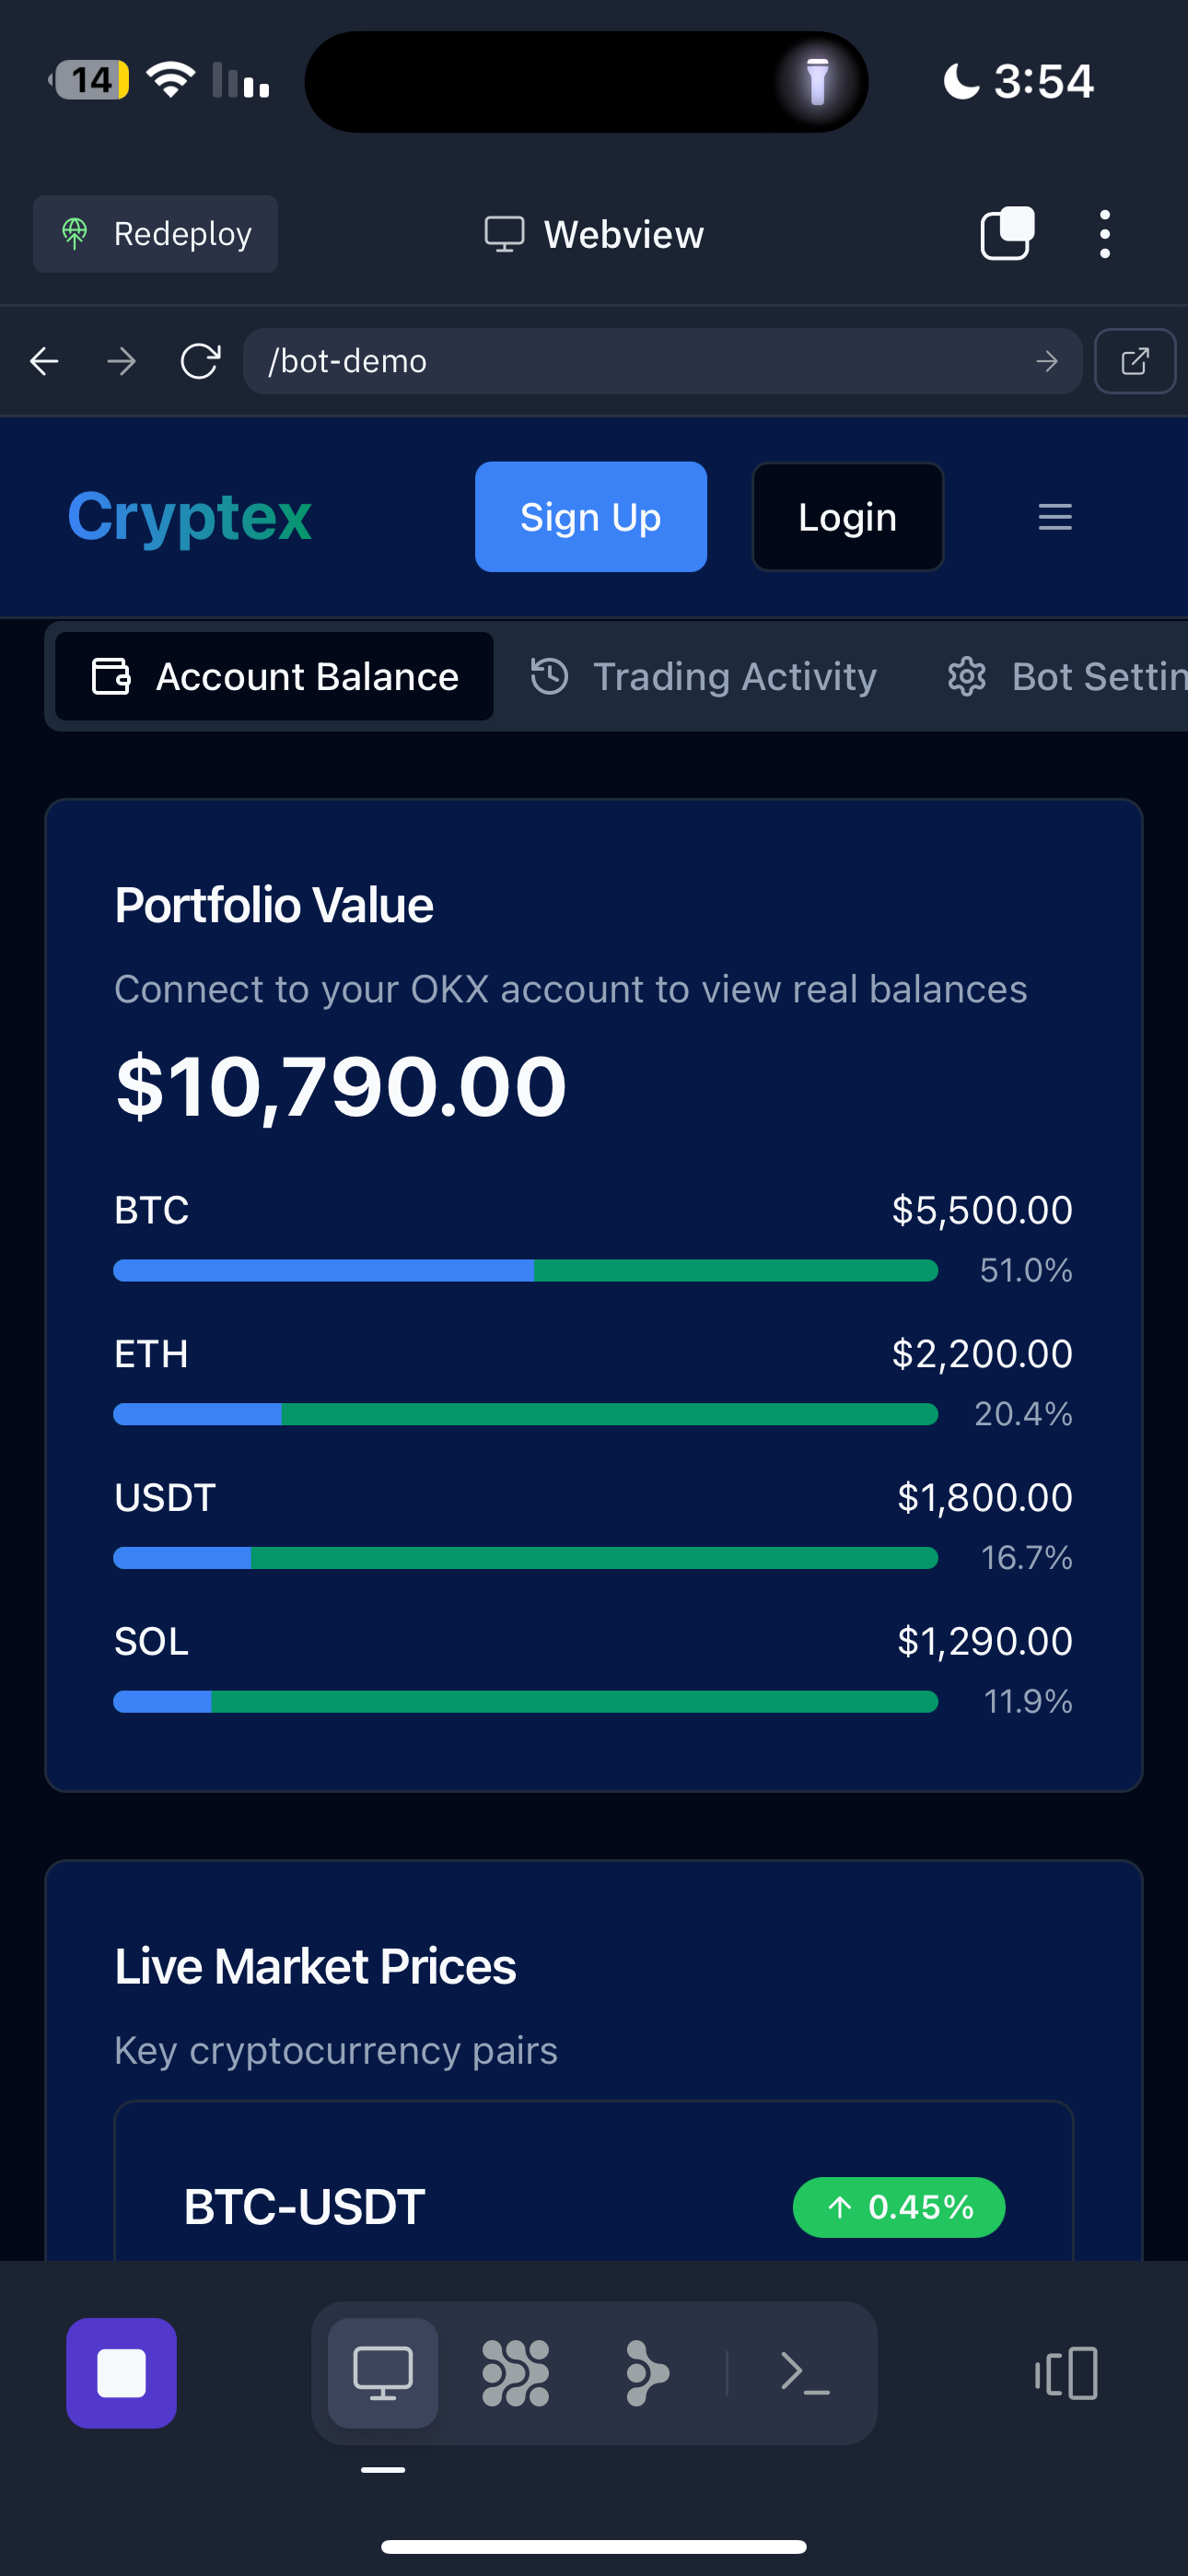 14
3:54
Redeploy
Webview
/bot-demo
Cryptex
Sign Up
Login
Account Balance
Trading Activity
Bot Settin
Portfolio Value
Connect to your OKX account to view real balances
$10,790.00
BTC
$5,500.00
51.0%
ETH
$2,200.00
20.4%
USDT
$1,800.00
16.7%
SOL
$1,290.00
11.9%
Live Market Prices
Key cryptocurrency pairs
BTC-USDT
↑ 0.45%